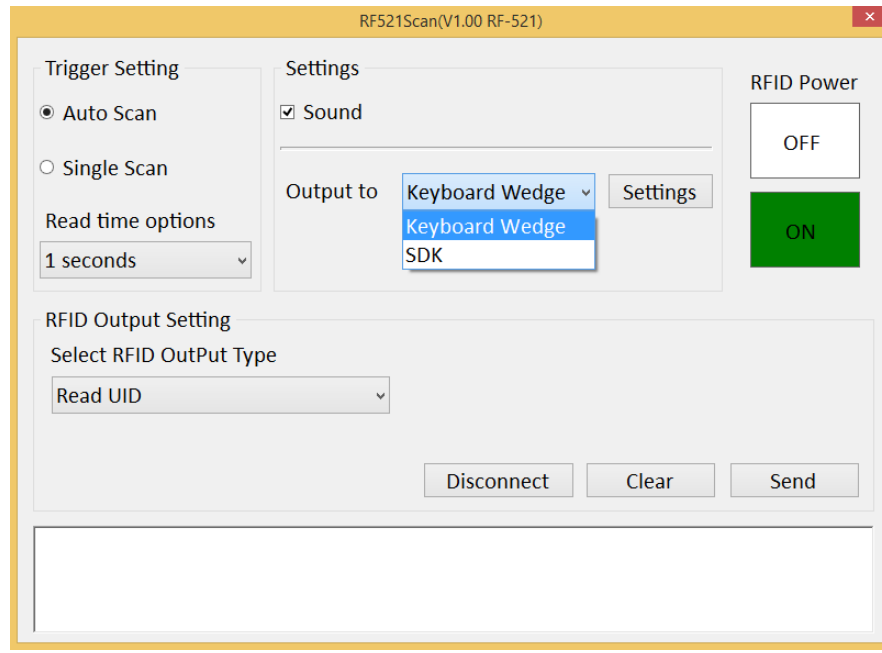 RF521Scan(V1.00 RF-521)
Trigger Setting
Auto Scan
Single Scan
Read time options
1 seconds
Settings
Sound
Output to
Keyboard Wedge
Settings
Keyboard Wedge
SDK
RFID Power
OFF
ON
RFID Output Setting
Select RFID OutPut Type
Read UID
Disconnect
Clear
Send